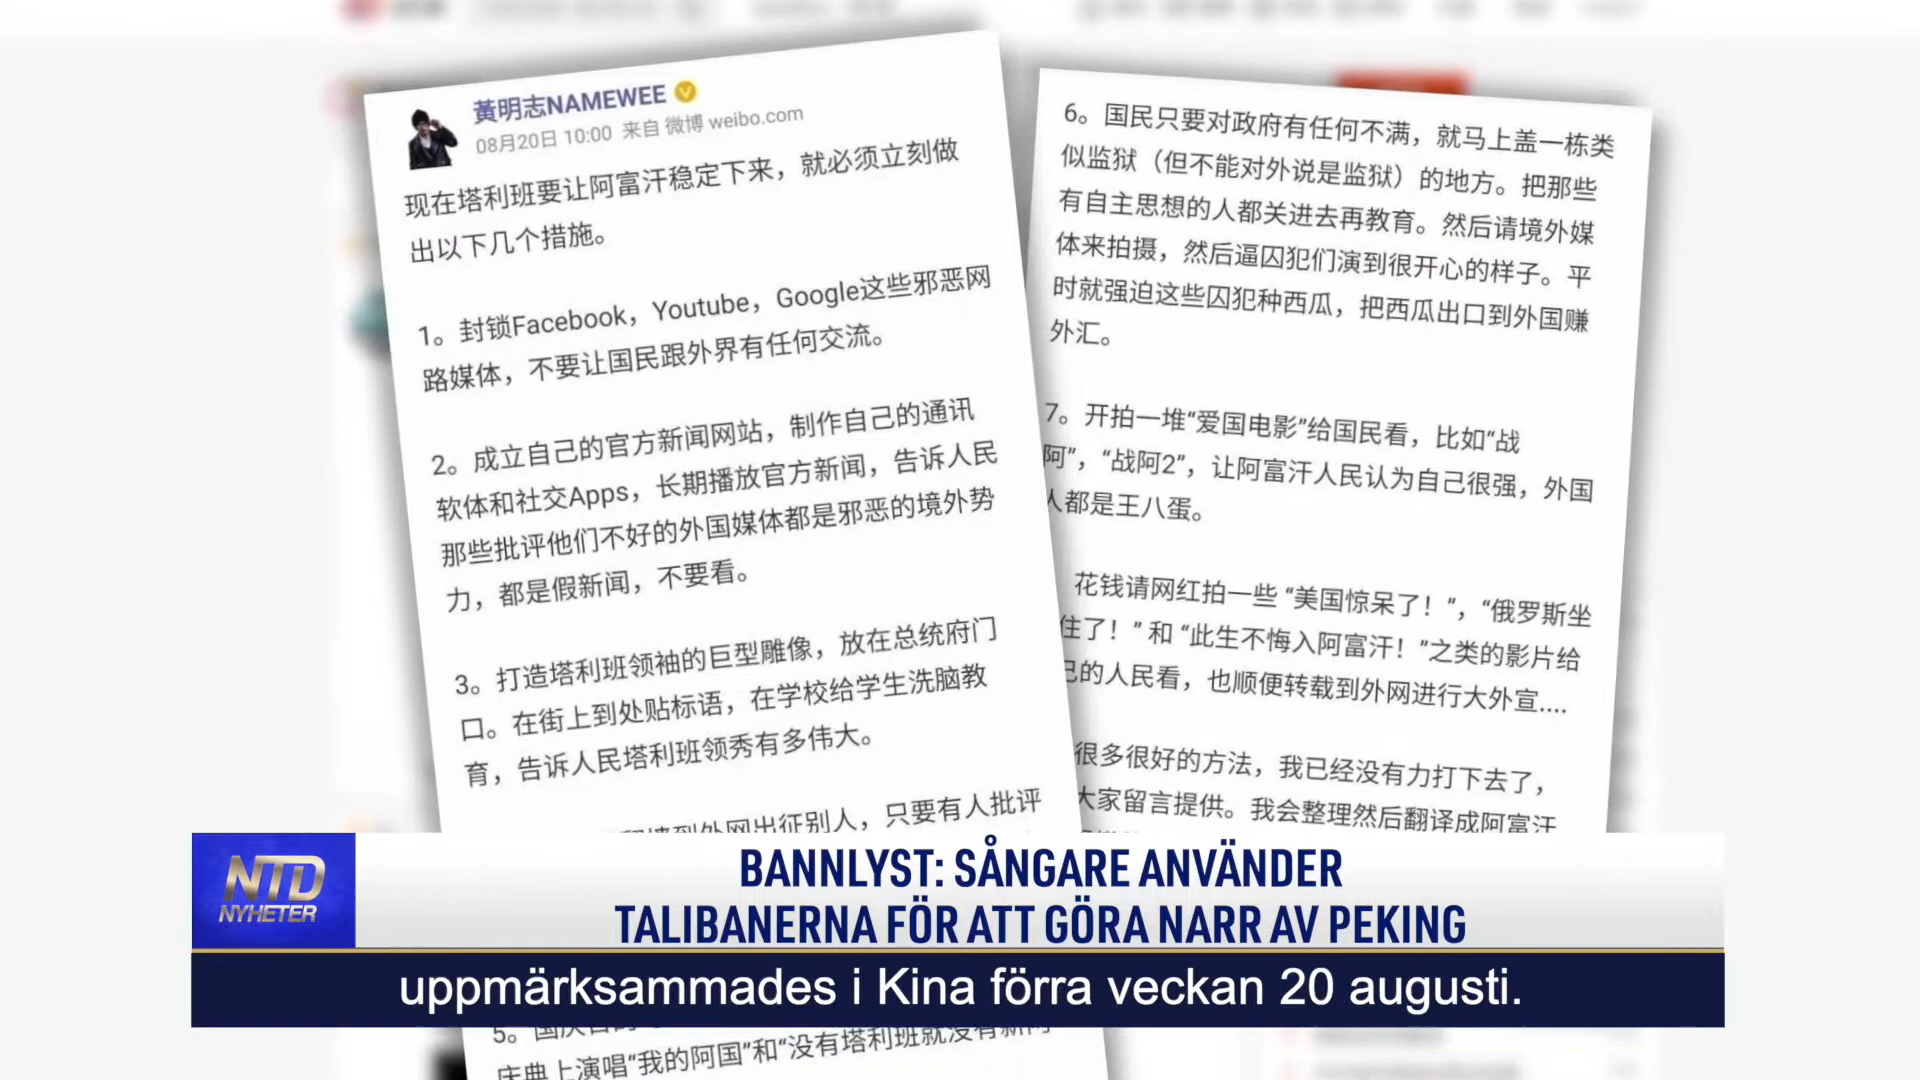 黃明志NAMEWEE
08月20日 10:00 来自 微博 weibo.com
现在塔利班要让阿富汗稳定下来，就必须立刻做
出以下几个措施。
1。封锁Facebook，Youtube，Google这些邪恶网
路媒体，不要让国民跟外界有任何交流。
2。成立自己的官方新闻网站，制作自己的通讯
软体和社交Apps，长期播放官方新闻，告诉人民
那些批评他们不好的外国媒体都是邪恶的境外势
力，都是假新闻，不要看。
3。打造塔利班领袖的巨型雕像，放在总统府门
口。在街上到处贴标语，在学校给学生洗脑教
育，告诉人民塔利班领秀有多伟大。
到外网出征别人，只要有人批评
5。国庆日的
庆典上演唱“我的阿国”和“没有塔利班就没有新阿
6。国民只要对政府有任何不满，就马上盖一栋类
似监狱（但不能对外说是监狱）的地方。把那些
有自主思想的人都关进去再教育。然后请境外媒
体来拍摄，然后逼囚犯们演到很开心的样子。平
时就强迫这些囚犯种西瓜，把西瓜出口到外国赚
外汇。
7。开拍一堆“爱国电影”给国民看，比如“战
阿”，“战阿2”，让阿富汗人民认为自己很强，外国
人都是王八蛋。
花钱请网红拍一些 “美国惊呆了！”，“俄罗斯坐
住了！” 和 “此生不悔入阿富汗！”之类的影片给
己的人民看，也顺便转载到外网进行大外宣....
很多很好的方法，我已经没有力打下去了，
大家留言提供。我会整理然后翻译成阿富汗
NTD
NYHETER
BANNLYST: SÅNGARE ANVÄNDER
TALIBANERNA FÖR ATT GÖRA NARR AV PEKING
uppmärksammades i Kina förra veckan 20 augusti.